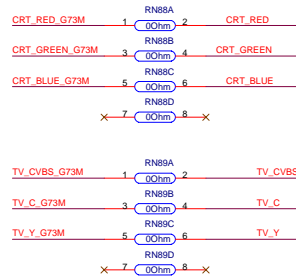 RN88A
CRT_RED_G73M 1 0Ohm 2 CRT_RED
RN88B
CRT_GREEN_G73M 3 0Ohm 4 CRT_GREEN
RN88C
CRT_BLUE_G73M 5 0Ohm 6 CRT_BLUE
RN88D
7 0Ohm 8
RN89A
TV_CVBS_G73M 1 0Ohm 2 TV_CVBS
RN89B
TV_C_G73M 3 0Ohm 4 TV_C
RN89C
TV_Y_G73M 5 0Ohm 6 TV_Y
RN89D
7 0Ohm 8